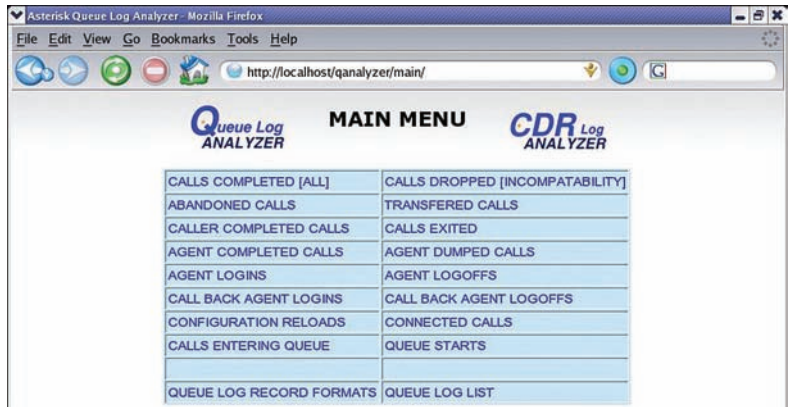 Asterisk Queue Log Analyzer - Mozilla Firefox
File Edit View Go Bookmarks Tools Help
http://localhost/qanalyzer/main/
G
Queue Log ANALYZER
MAIN MENU
CDR Log ANALYZER
CALLS COMPLETED [ALL] CALLS DROPPED [INCOMPATABILITY]
ABANDONED CALLS TRANSFERED CALLS
CALLER COMPLETED CALLS CALLS EXITED
AGENT COMPLETED CALLS AGENT DUMPED CALLS
AGENT LOGINS AGENT LOGOFFS
CALL BACK AGENT LOGINS CALL BACK AGENT LOGOFFS
CONFIGURATION RELOADS CONNECTED CALLS
CALLS ENTERING QUEUE QUEUE STARTS
QUEUE LOG RECORD FORMATS QUEUE LOG LIST